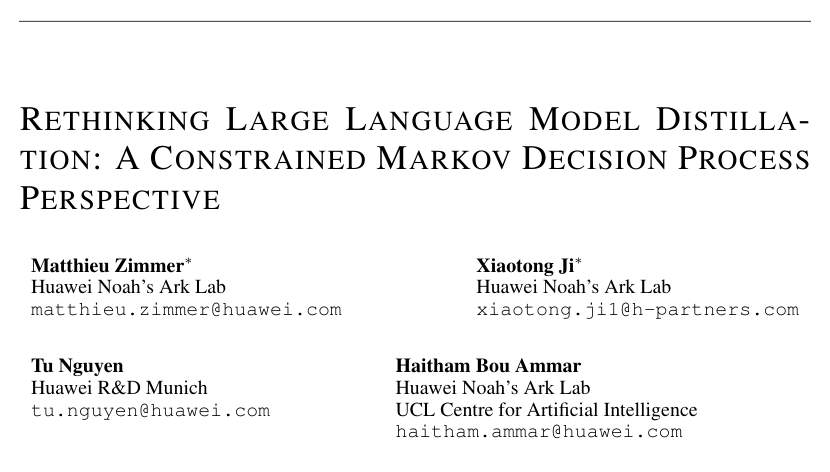 RETHINKING LARGE LANGUAGE MODEL DISTILLA-
TION: A CONSTRAINED MARKOV DECISION PROCESS
PERSPECTIVE
Matthieu Zimmer*
Huawei Noah's Ark Lab
matthieu.zimmer@huawei.com
Xiaotong Ji*
Huawei Noah's Ark Lab
xiaotong.ji1@h-partners.com
Tu Nguyen
Huawei R&D Munich
tu.nguyen@huawei.com
Haitham Bou Ammar
Huawei Noah's Ark Lab
UCL Centre for Artificial Intelligence
haitham.ammar@huawei.com